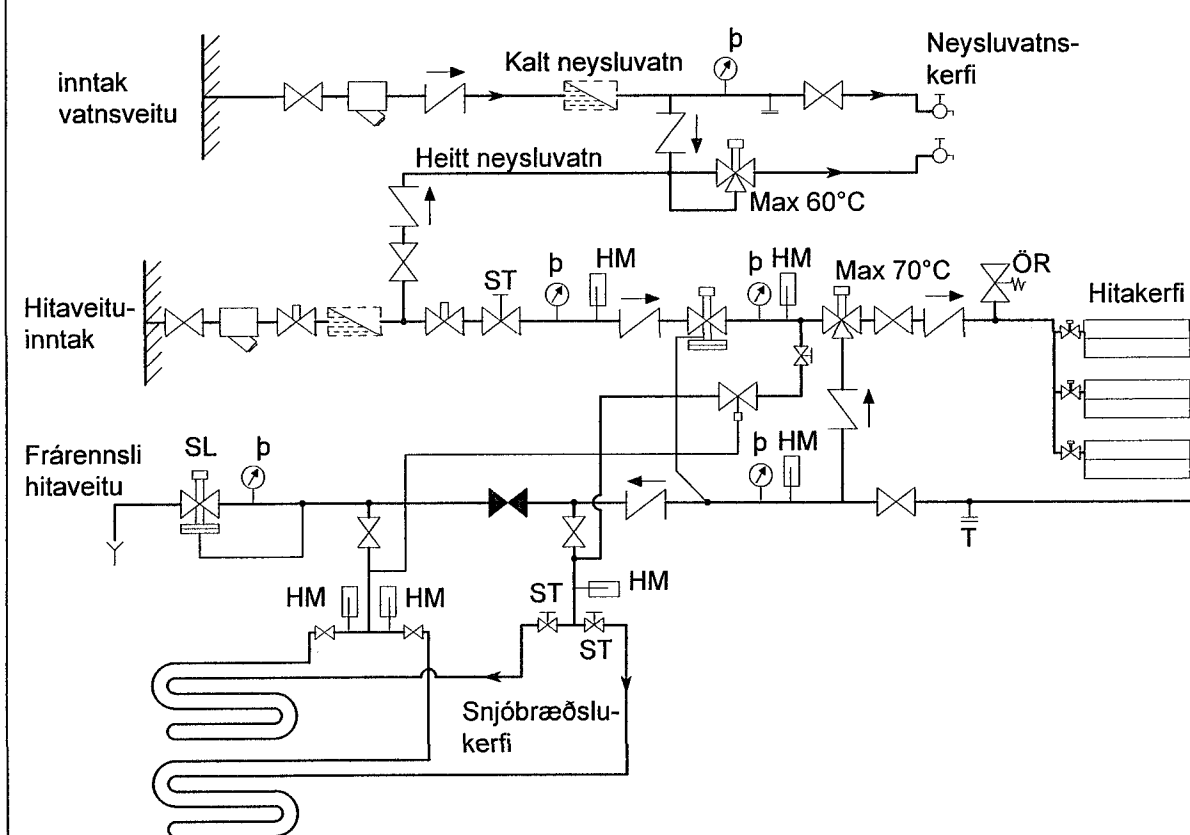 inntak
vatnsveitu
Kalt neysluvatn
þ
Neysluvatns-
kerfi
Heitt neysluvatn
Max 60°C
Hitaveitu-
inntak
ST
þ
HM
þ
HM
Max 70°C
ÖR
Hitakerfi
Frárennsli
hitaveitu
SL
þ
þ
HM
T
HM
HM
ST
HM
ST
Snjóbræðslu-
kerfi